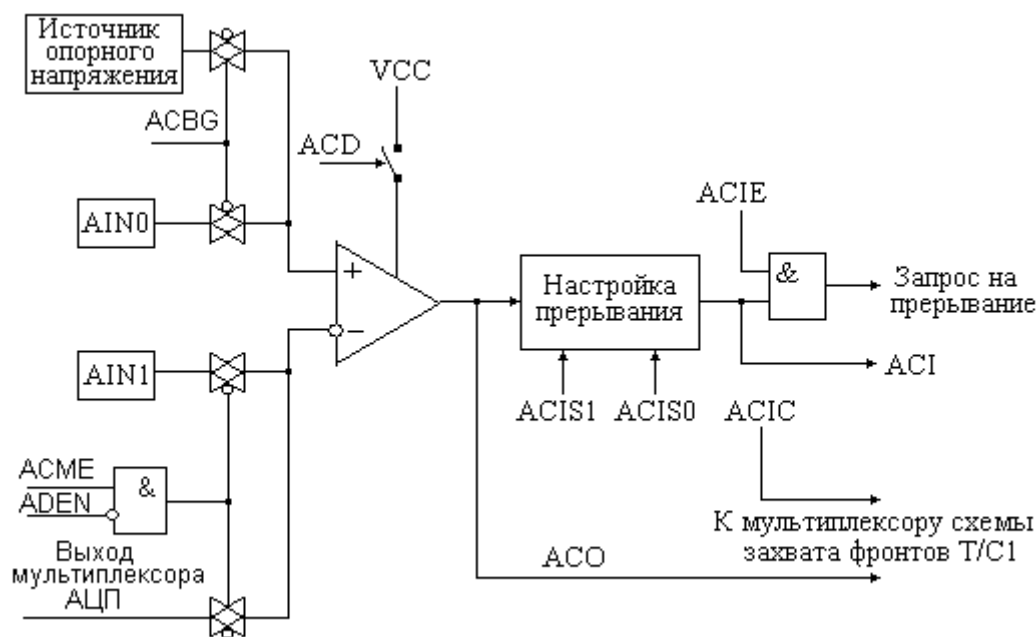 Источник
опорного
напряжения
VCC
ACBG
ACD
AIN0
ACIE
+
&
Настройка
прерывания
Запрос на
прерывание
–
AIN1
ACI
ACIS1
ACIS0
ACIC
ACME
&
ADEN
К мультиплексору схемы
захвата фронтов Т/С1
Выход
мультиплексора
АЦП
ACO